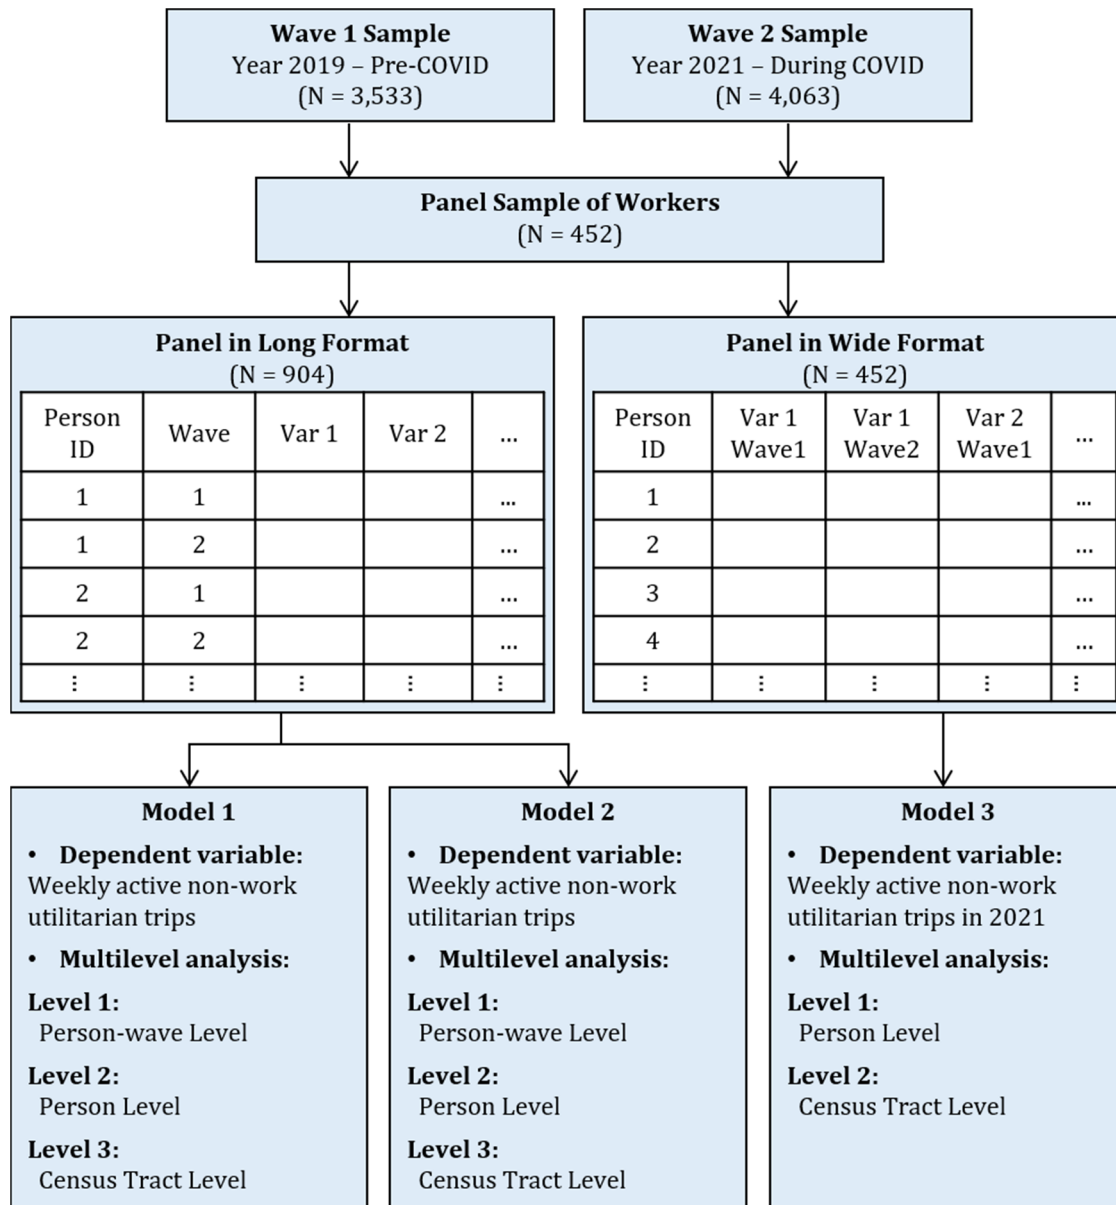 Wave 1 Sample
Year 2019 – Pre-COVID
(N = 3,533)
Wave 2 Sample
Year 2021 – During COVID
(N = 4,063)
Panel Sample of Workers
(N = 452)
Panel in Long Format
(N = 904)
Person ID Wave Var 1 Var 2 ...
1 1 ...
1 2 ...
2 1 ...
2 2 ...
⋮ ⋮ ⋮ ⋮ ⋮
Panel in Wide Format
(N = 452)
Person ID Var 1 Wave1 Var 1 Wave2 Var 2 Wave1 ...
1 ...
2 ...
3 ...
4 ...
⋮ ⋮ ⋮ ⋮ ⋮
Model 1
• Dependent variable:
Weekly active non-work
utilitarian trips
• Multilevel analysis:
Level 1:
Person-wave Level
Level 2:
Person Level
Level 3:
Census Tract Level
Model 2
• Dependent variable:
Weekly active non-work
utilitarian trips
• Multilevel analysis:
Level 1:
Person-wave Level
Level 2:
Person Level
Level 3:
Census Tract Level
Model 3
• Dependent variable:
Weekly active non-work
utilitarian trips in 2021
• Multilevel analysis:
Level 1:
Person Level
Level 2:
Census Tract Level